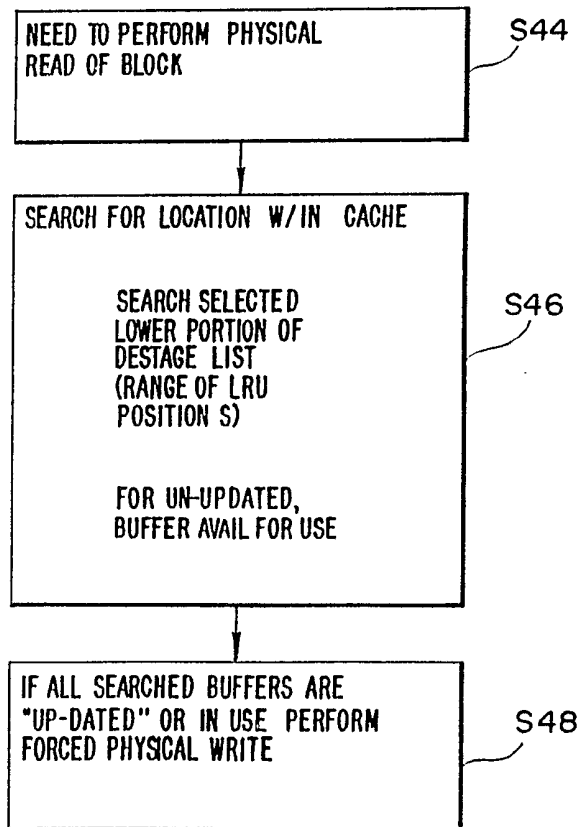 NEED TO PERFORM PHYSICAL
READ OF BLOCK
S44
SEARCH FOR LOCATION W/IN CACHE
SEARCH SELECTED
LOWER PORTION OF
DESTAGE LIST
(RANGE OF LRU
POSITION S)
FOR UN-UPDATED,
BUFFER AVAIL FOR USE
S46
IF ALL SEARCHED BUFFERS ARE
"UP-DATED" OR IN USE PERFORM
FORCED PHYSICAL WRITE
S48